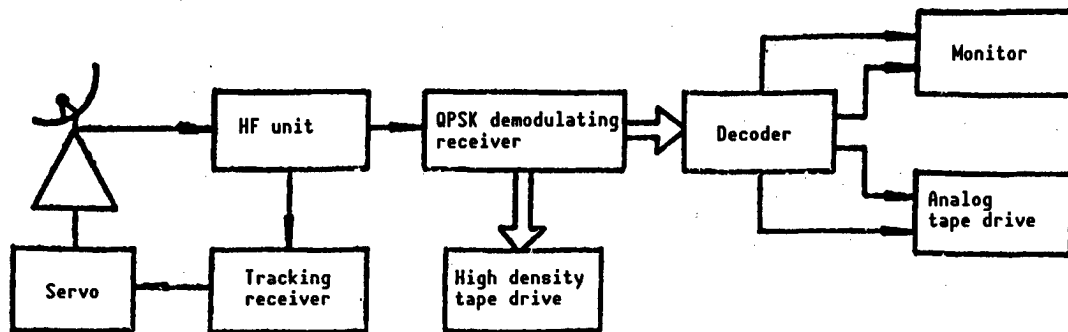 HF unit
QPSK demodulating
receiver
Decoder
Monitor
Analog
tape drive
Servo
Tracking
receiver
High density
tape drive